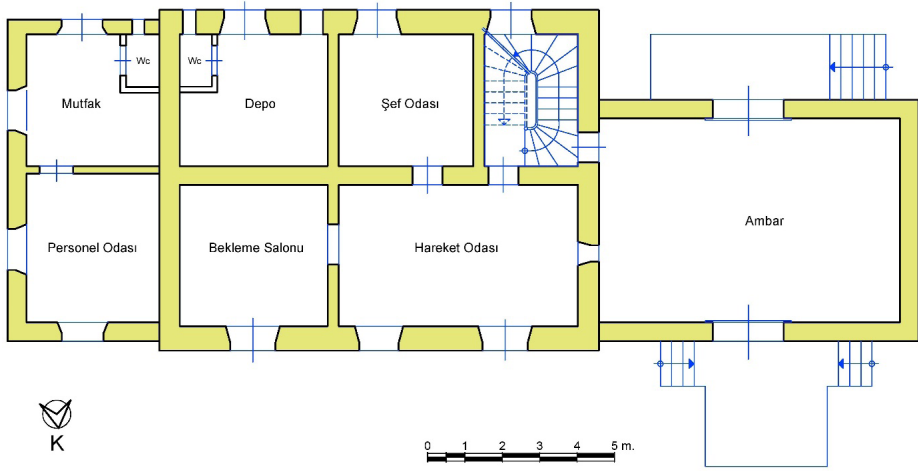 Wc
Wc
Mutfak
Depo
Şef Odası
Ambar
Personel Odası
Bekleme Salonu
Hareket Odası
K
0 1 2 3 4 5 m.